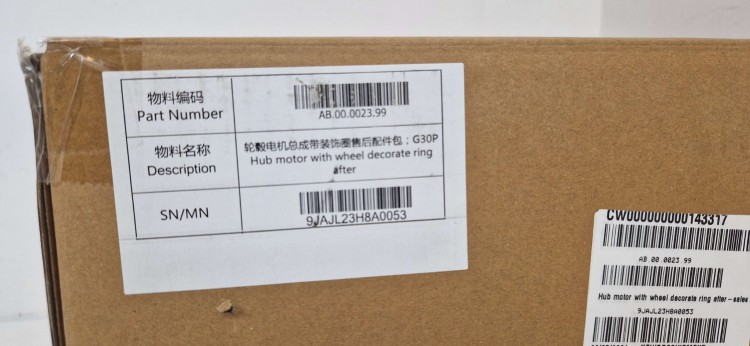 物料编码
Part Number
AB.00.0023.99
物料名称
Description
轮毂电机总成带装饰圈售后配件包；G30P
Hub motor with wheel decorate ring
after
SN/MN
9JAJL23H8A0053
CW000000000143317
AB.00.0023.99
Hub motor with wheel decorate ring after-sales
9JAJL23H8A0053